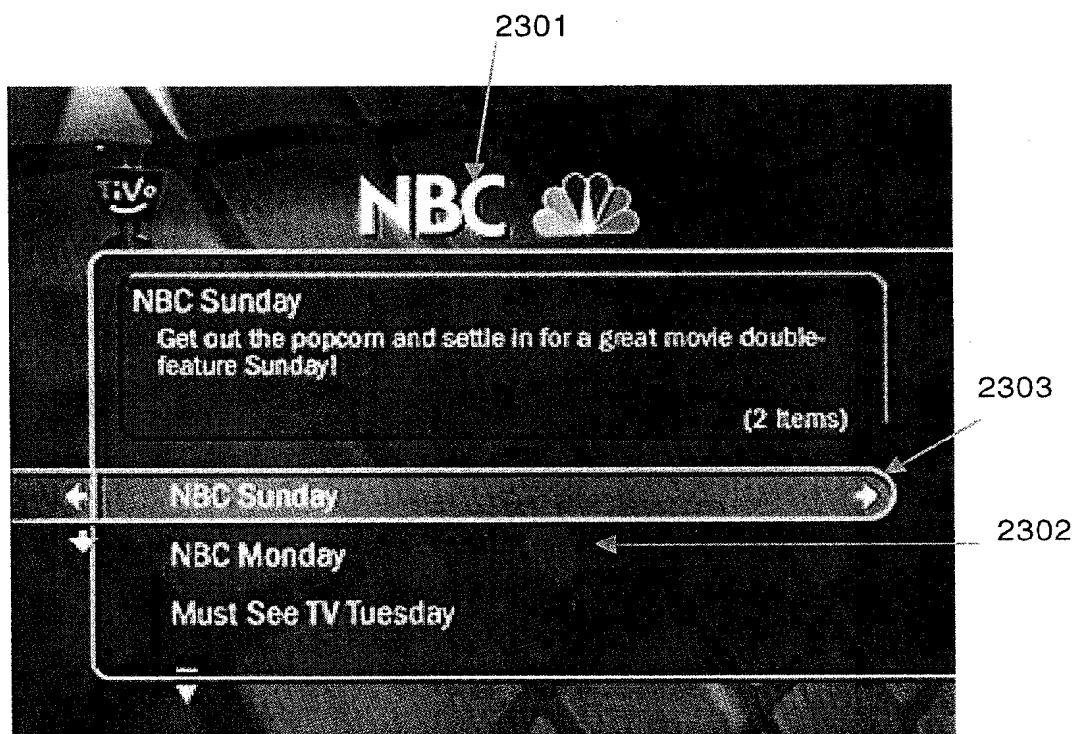 2301
TiVo
NBC
NBC Sunday
Get out the popcorn and settle in for a great movie double-
feature Sunday!
(2 Items)
2303
NBC Sunday
2302
NBC Monday
Must See TV Tuesday